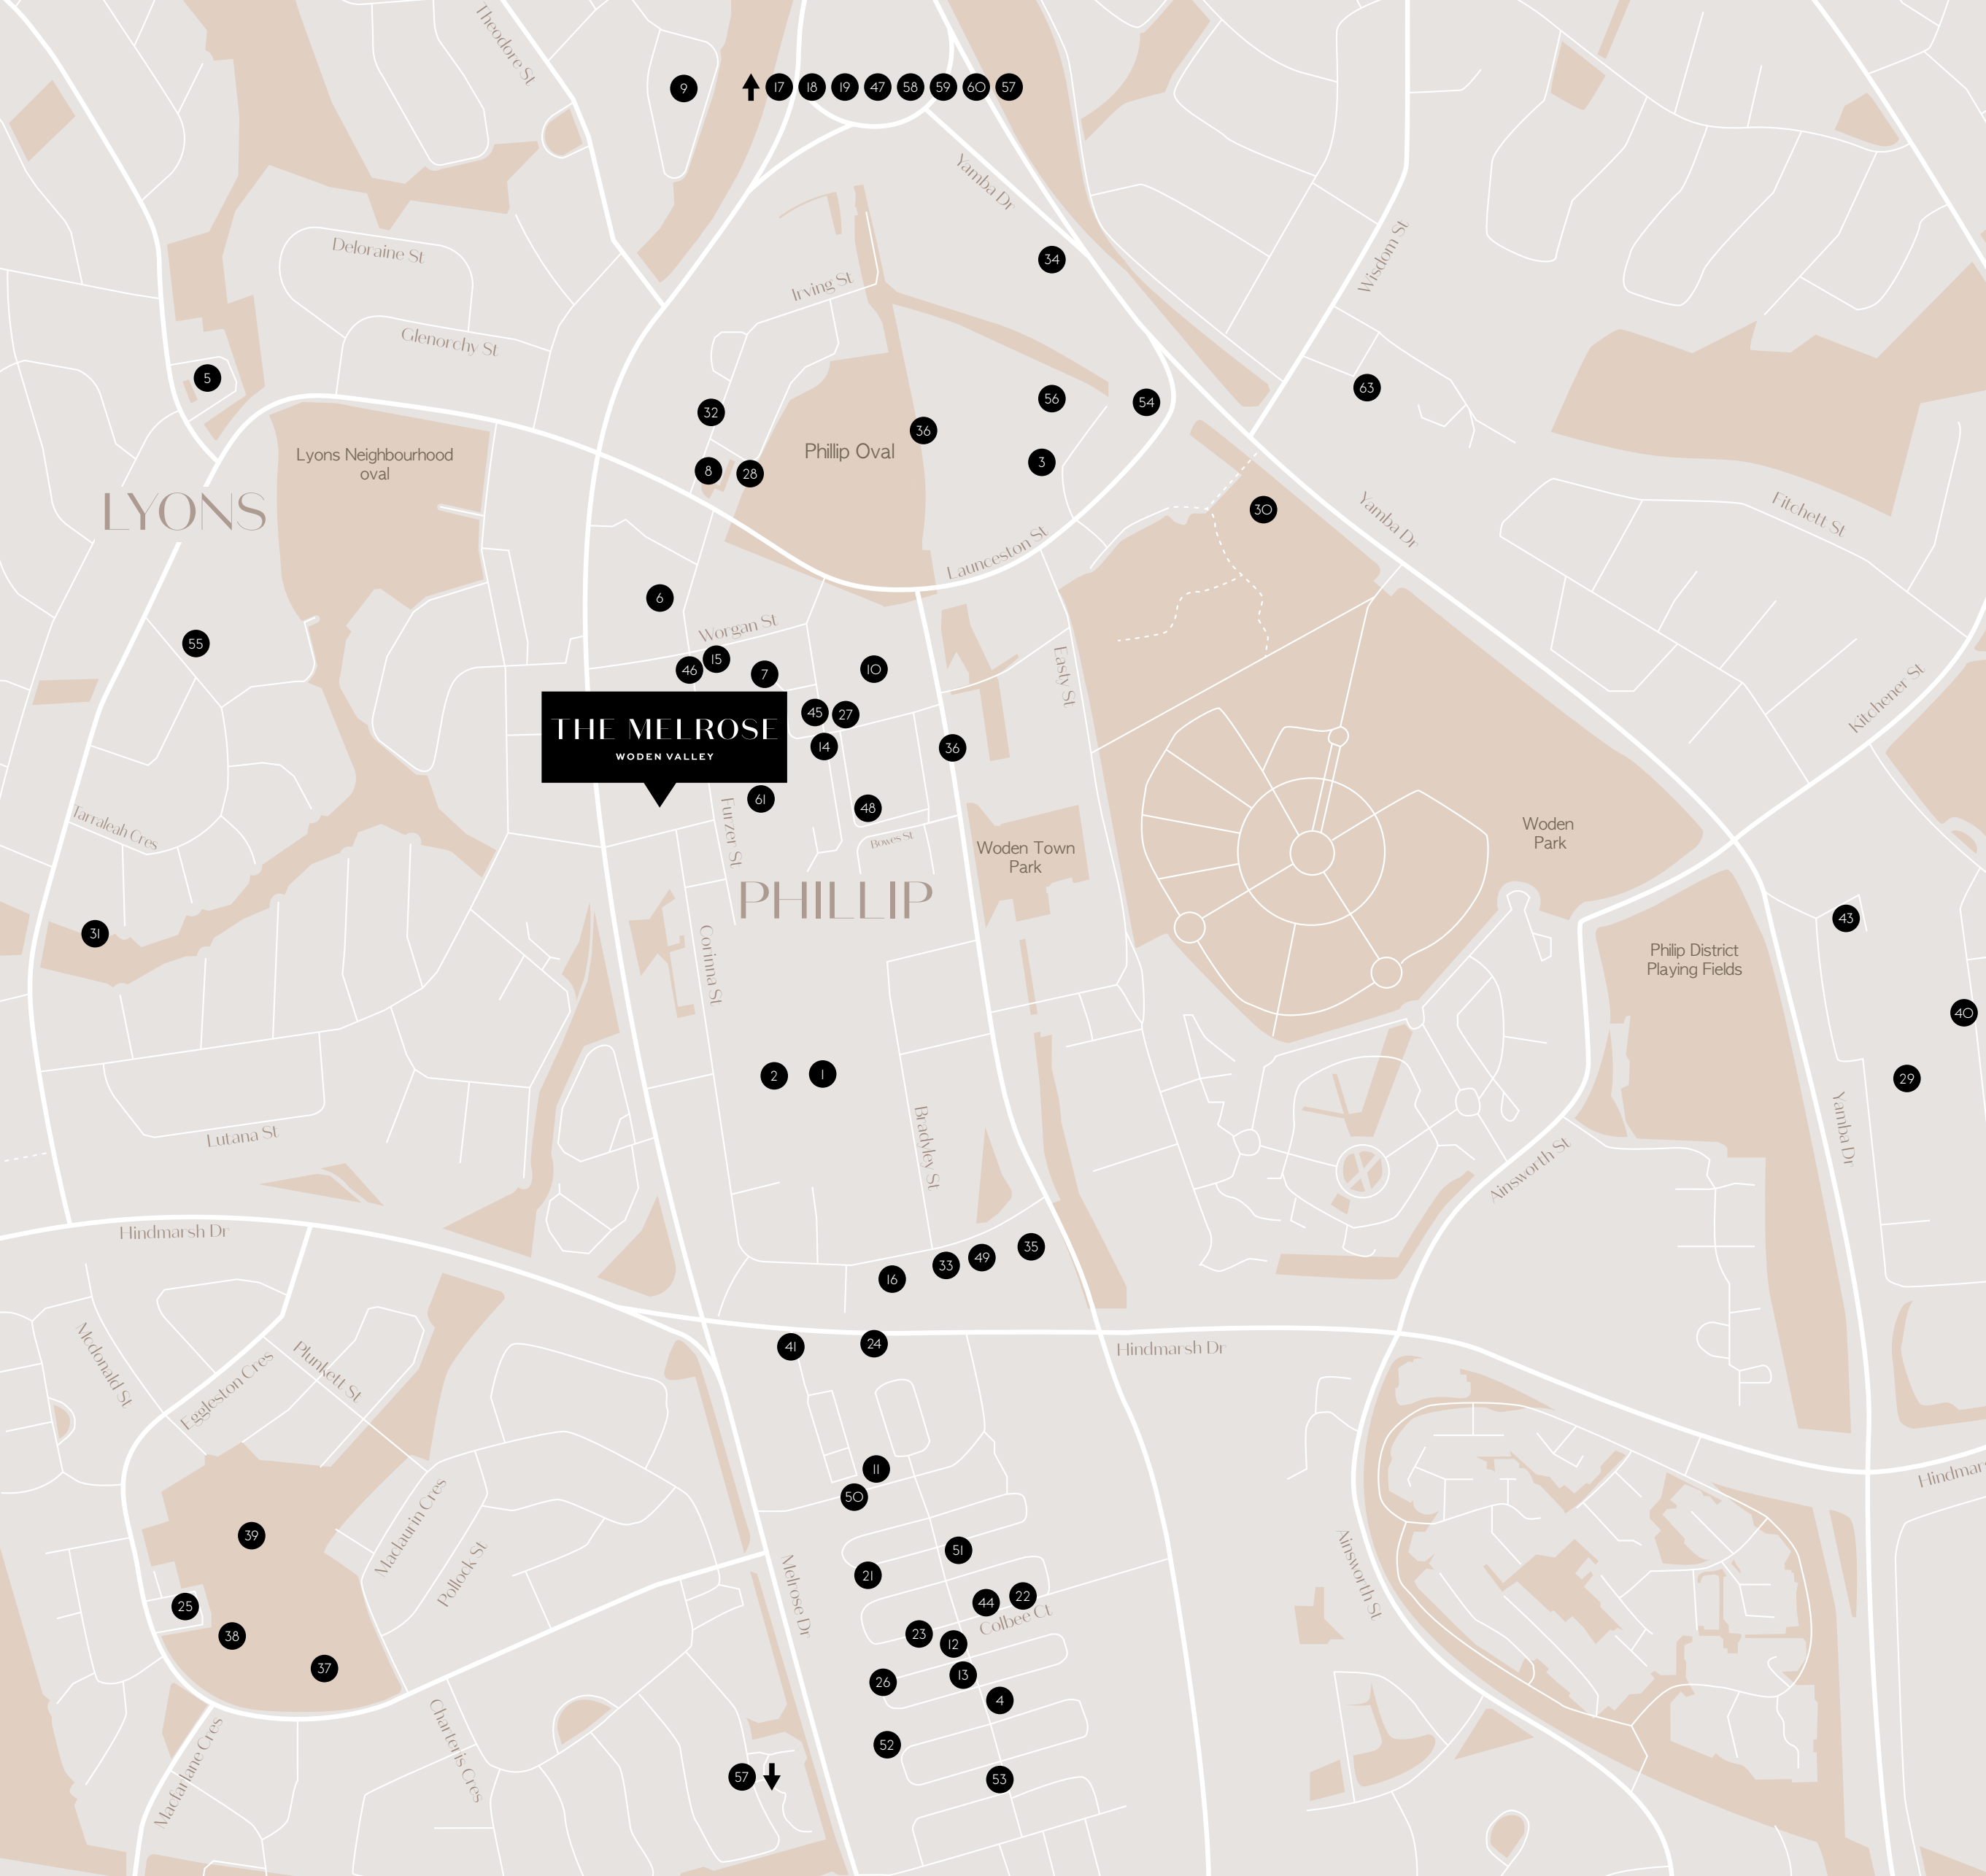 Theodore St
9
17 18 19 47 58 59 60 57
Yamba Dr
Deloraine St
34
Wisdom St
Irving St
Glenorchy St
5
63
56
54
32
36
Phillip Oval
Lyons Neighbourhood
oval
3
8
28
LYONS
30
Fitchett St
Yamba Dr
Launceston St
6
Worgan St
55
15
46
7
10
Easty St
Kitchener St
45
27
THE MELROSE
WODEN VALLEY
14
36
61
48
Furzer St
Tarraleah Cres
Bowes St
Woden Town
Park
Woden
Park
PHILLIP
43
31
Corinna St
Philip District
Playing Fields
40
2
1
29
Bradley St
Yamba Dr
Lutana St
Ainsworth St
Hindmarsh Dr
35
49
33
16
41
24
Hindmarsh Dr
Mcdonald St
Plunkett St
Eggleston Cres
11
Hindmars
50
39
Maclaurin Cres
Pollock St
51
21
Melrose Dr
Ainsworth St
25
44
22
Colbee Ct
38
23
12
37
13
26
4
Charteris Cres
Macfarlane Cres
52
57
53